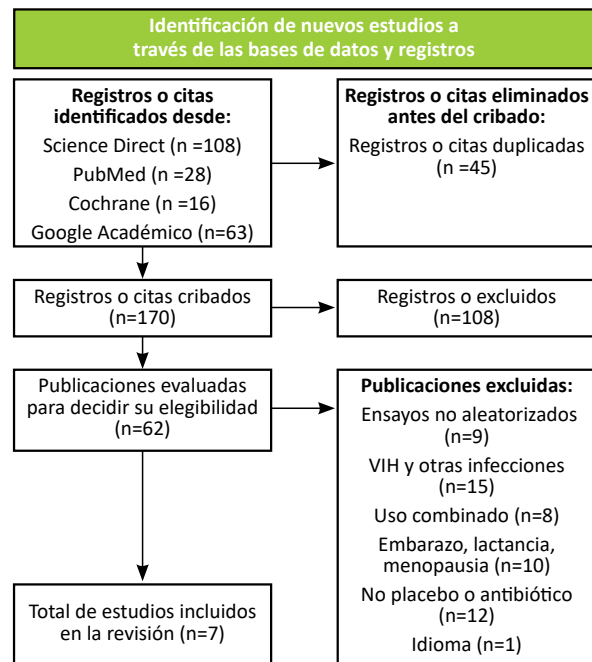 Identificación de nuevos estudios a
través de las bases de datos y registros
Registros o citas
identificados desde:
Science Direct (n =108)
PubMed (n =28)
Cochrane (n =16)
Google Académico (n=63)
Registros o citas eliminados
antes del cribado:
Registros o citas duplicadas
(n =45)
Registros o citas cribados
(n=170)
Registros o excluidos
(n=108)
Publicaciones evaluadas
para decidir su elegibilidad
(n=62)
Publicaciones excluidas:
Ensayos no aleatorizados
(n=9)
VIH y otras infecciones
(n=15)
Uso combinado (n=8)
Embarazo, lactancia,
menopausia (n=10)
No placebo o antibiótico
(n=12)
Idioma (n=1)
Total de estudios incluidos
en la revisión (n=7)